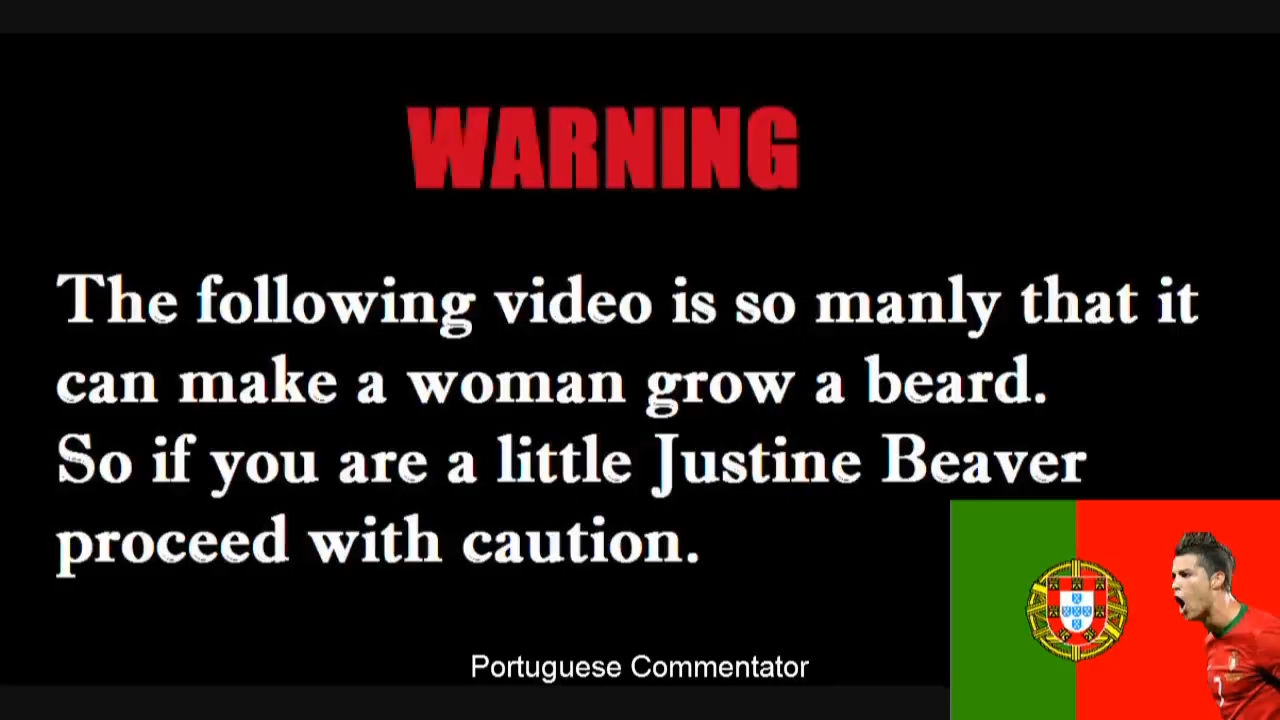 WARNING
The following video is so manly that it
can make a woman grow a beard.
So if you are a little Justine Beaver
proceed with caution.
Portuguese Commentator
7